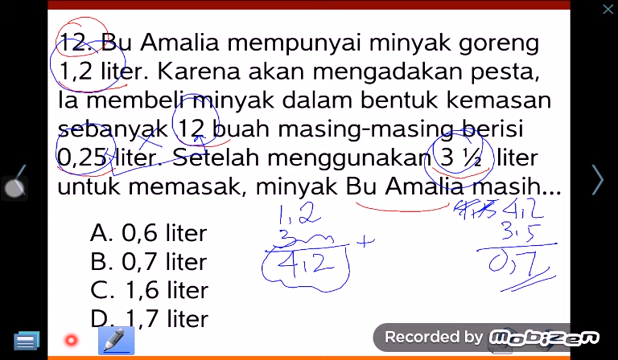 12. Bu Amalia mempunyai minyak goreng
1,2 liter. Karena akan mengadakan pesta,
Ia membeli minyak dalam bentuk kemasan
sebanyak 12 buah masing-masing berisi
0,25 liter. Setelah menggunakan 3 ½ liter
untuk memasak, minyak Bu Amalia masih...
1,2
3
+
4,2
4,2
3,5
0,7
A. 0,6 liter
B. 0,7 liter
C. 1,6 liter
D. 1,7 liter
Recorded by
mobizen